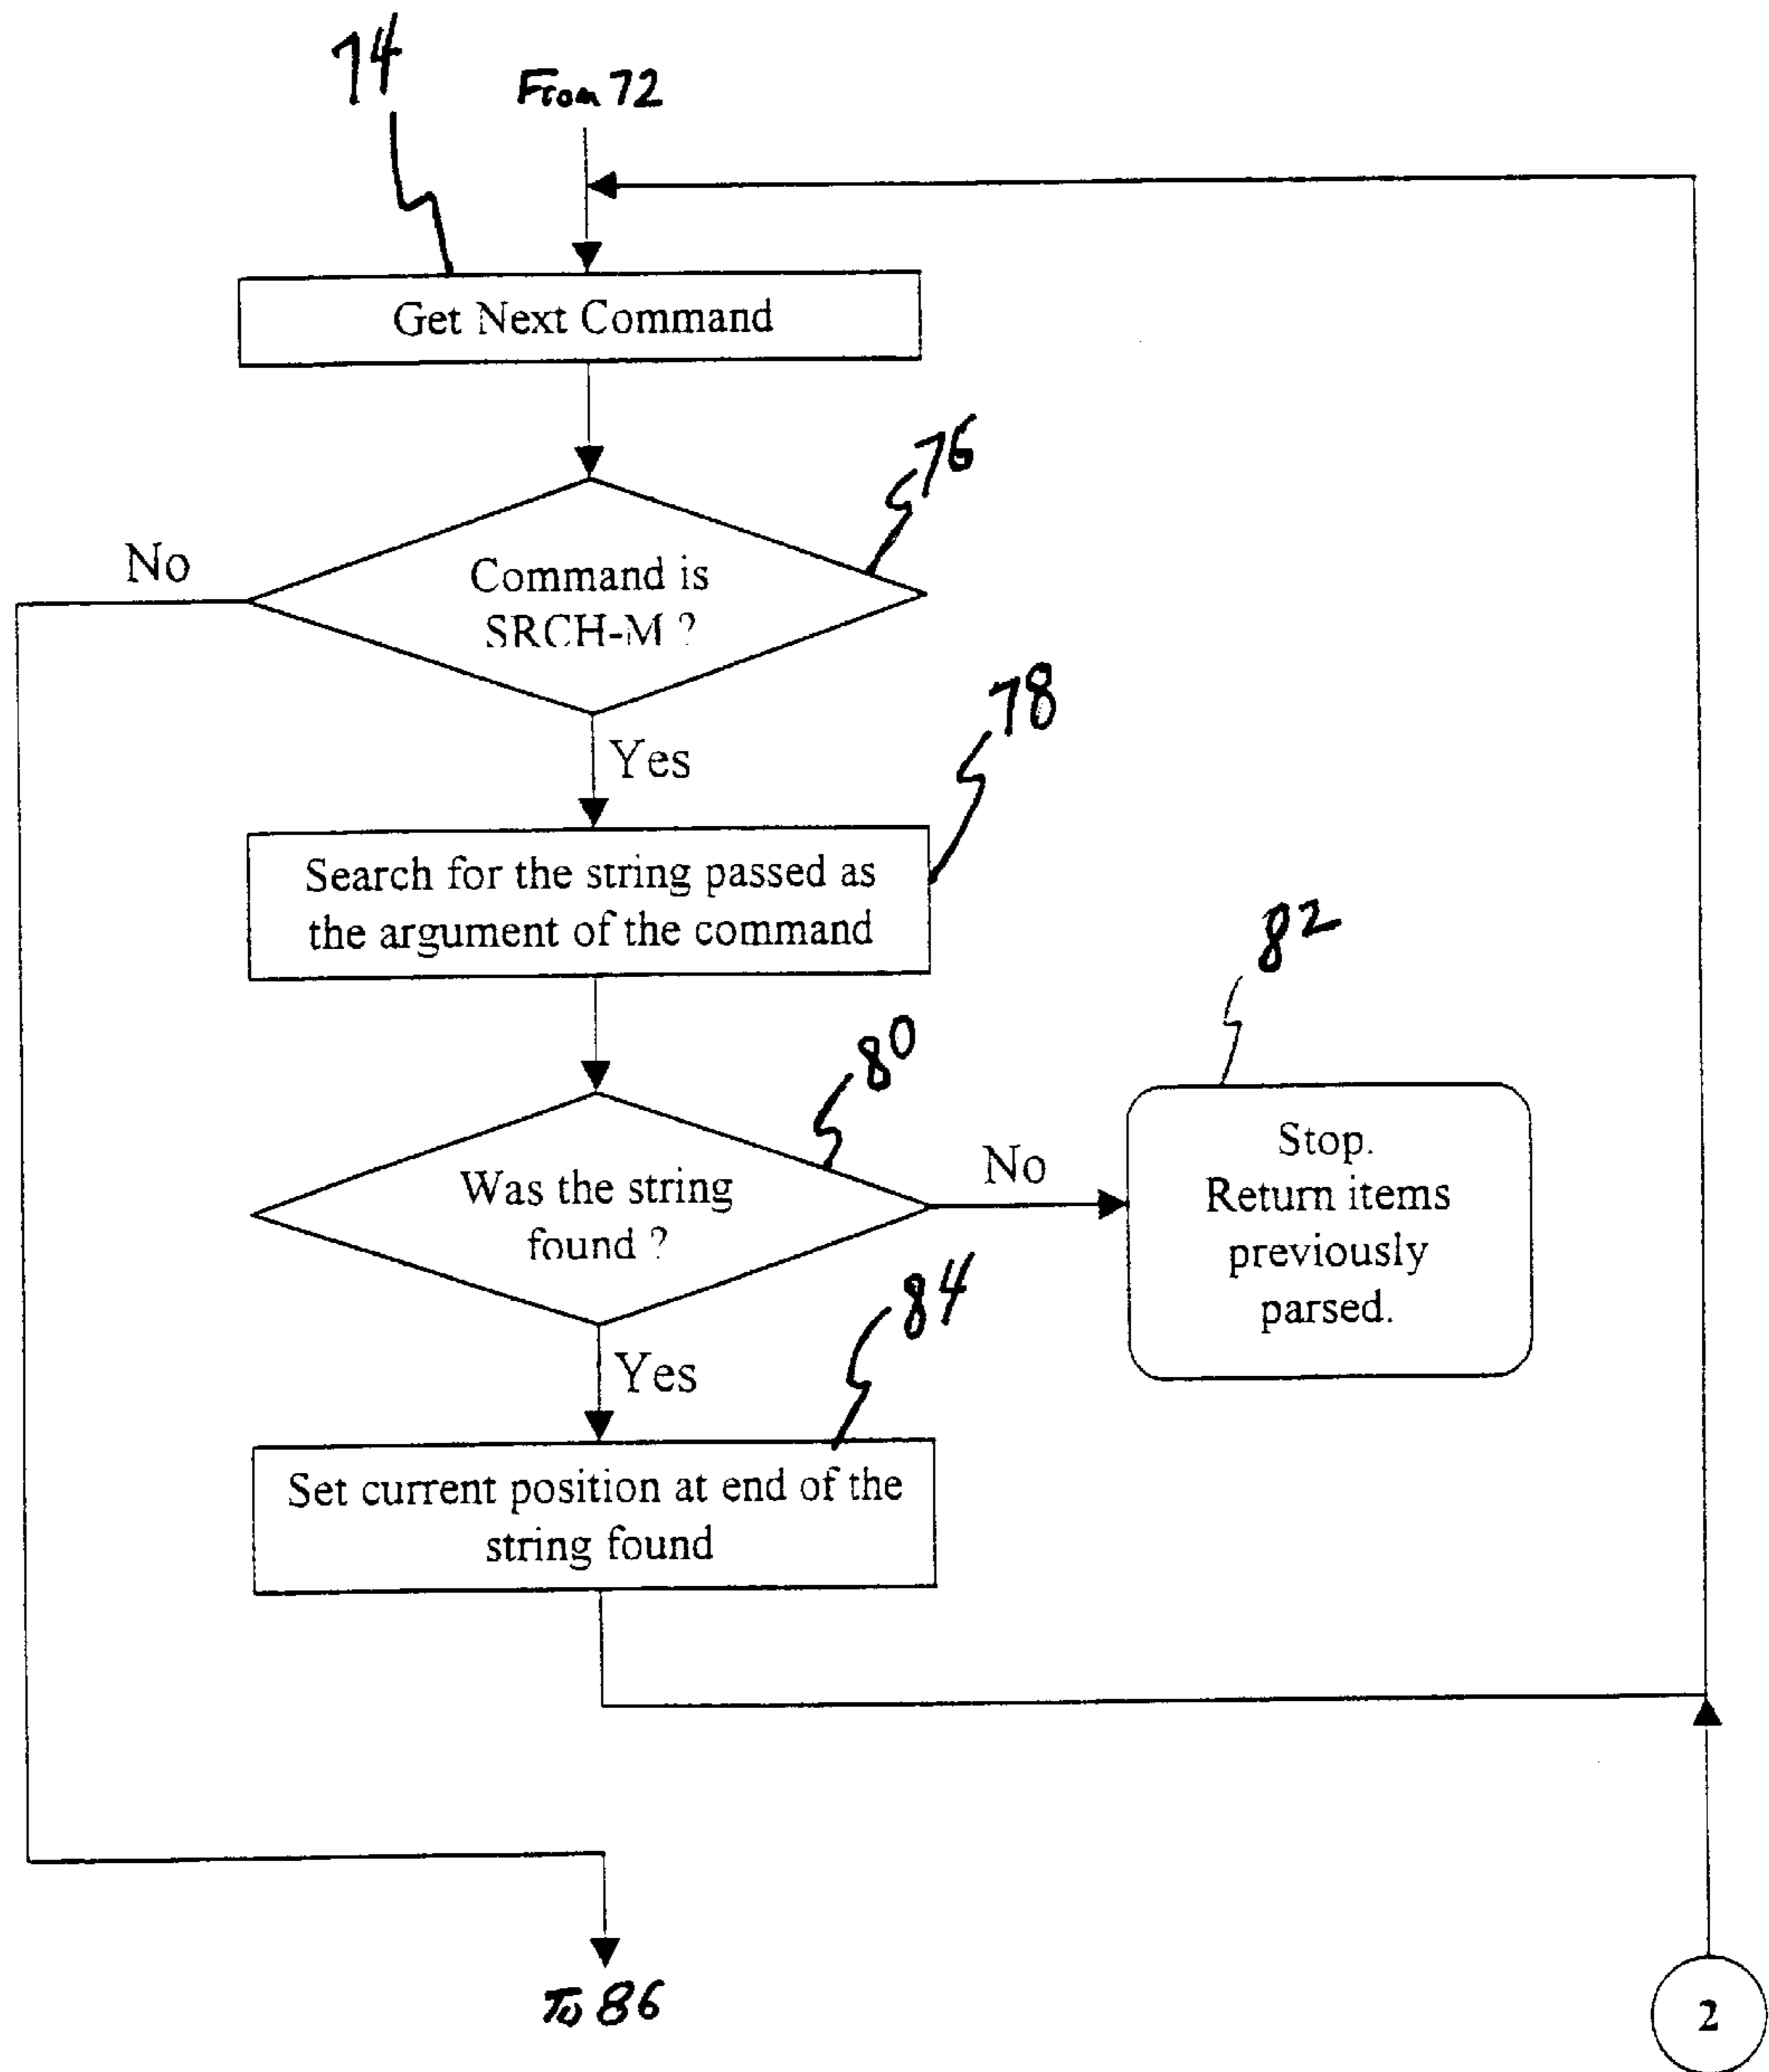 74
From 72
Get Next Command
76
No
Command is
SRCH-M ?
78
Yes
Search for the string passed as
the argument of the command
82
80
Stop.
Return items
previously
parsed.
No
Was the string
found ?
84
Yes
Set current position at end of the
string found
To 86
2